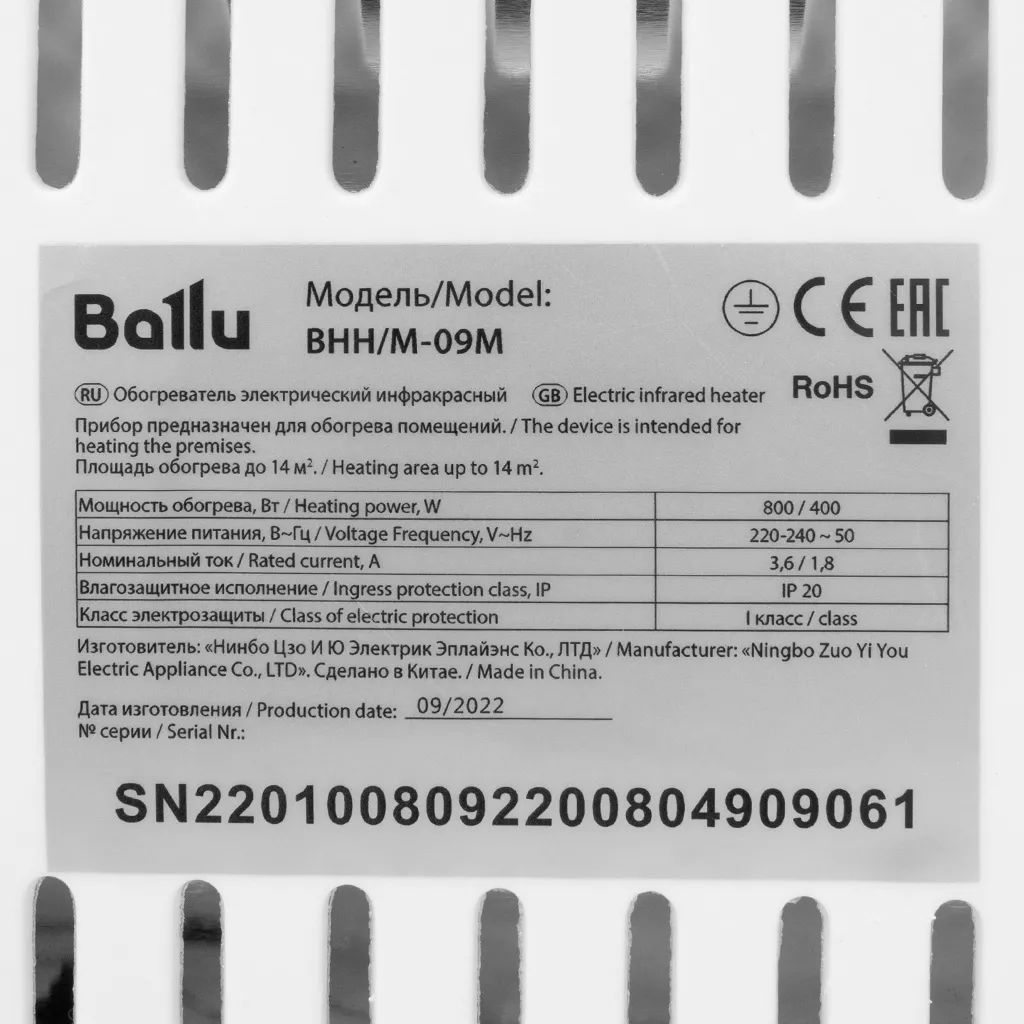 Ballu
Модель/Model:
BHH/M-09M
CE EAC
RoHS
RU Обогреватель электрический инфракрасный GB Electric infrared heater
Прибор предназначен для обогрева помещений. / The device is intended for
heating the premises.
Площадь обогрева до 14 м². / Heating area up to 14 m².
Мощность обогрева, Вт / Heating power, W 800 / 400
Напряжение питания, В~Гц / Voltage Frequency, V~Hz 220-240 ~ 50
Номинальный ток / Rated current, A 3,6 / 1,8
Влагозащитное исполнение / Ingress protection class, IP IP 20
Класс электрозащиты / Class of electric protection I класс / class
Изготовитель: «Нинбо Цзо И Ю Электрик Эплайэнс Ко., ЛТД» / Manufacturer: «Ningbo Zuo Yi You
Electric Appliance Co., LTD». Сделано в Китае. / Made in China.
Дата изготовления / Production date: 09/2022
№ серии / Serial Nr.:
SN22010080922008049​09061